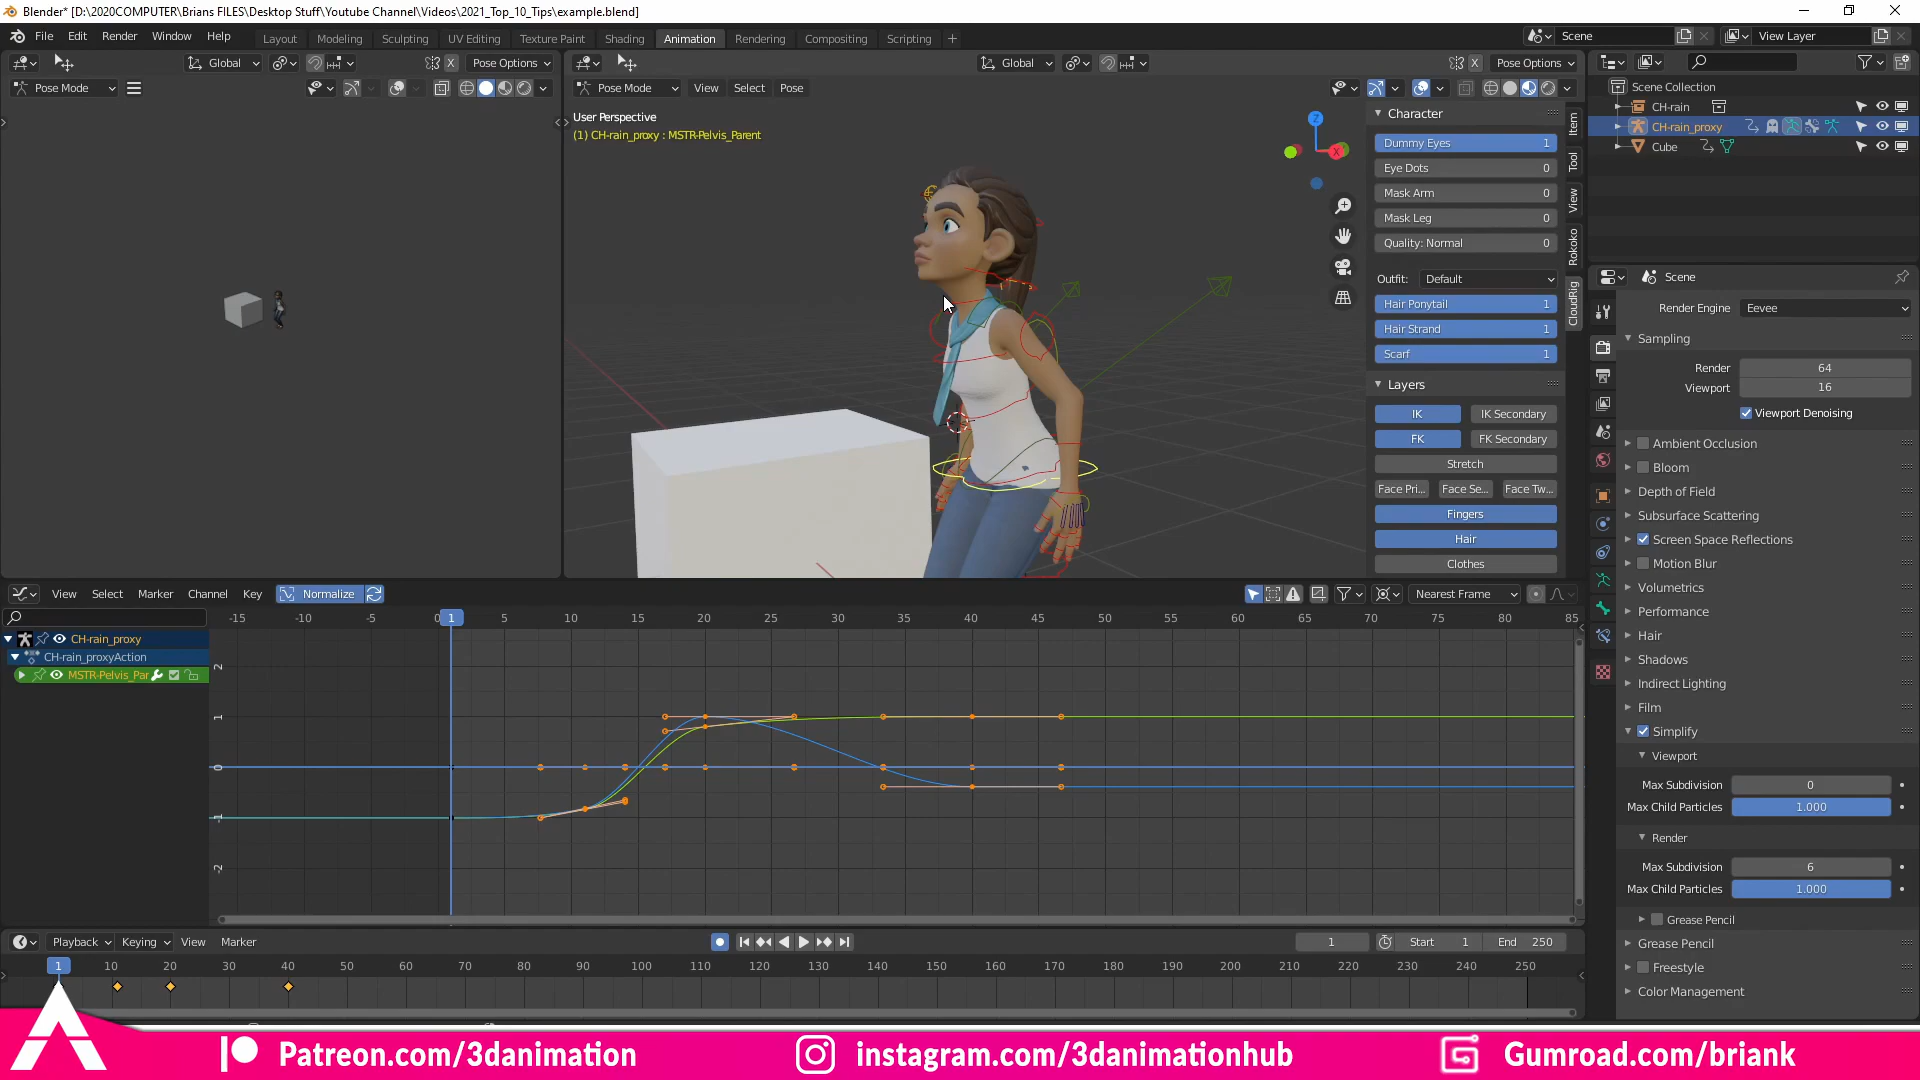 Blender* [D:\2020COMPUTER\Brians FILES\Desktop Stuff\Youtube Channel\Videos\2021_Top_10_Tips\example.blend]
File Edit Render Window Help Layout Modeling Sculpting UV Editing Texture Paint Shading Animation Rendering Compositing Scripting + Scene View Layer
Global Pose Options Global Pose Options
Pose Mode Pose Mode View Select Pose
Scene Collection
CH-rain
CH-rain_proxy
Cube
User Perspective
(1) CH-rain_proxy : MSTR-Pelvis_Parent
Z
X
Character
Dummy Eyes 1
Eye Dots 0
Mask Arm 0
Mask Leg 0
Quality: Normal 0
Outfit: Default
Hair Ponytail 1
Hair Strand 1
Scarf 1
Layers
IK IK Secondary
FK FK Secondary
Stretch
Face Pri... Face Se... Face Tw...
Fingers
Hair
Clothes
Item
Tool
View
Rokoko
CloudRig
Scene
Render Engine Eevee
Sampling
Render 64
Viewport 16
Viewport Denoising
Ambient Occlusion
Bloom
Depth of Field
Subsurface Scattering
Screen Space Reflections
Motion Blur
Volumetrics
Performance
Hair
Shadows
Indirect Lighting
Film
Simplify
Viewport
Max Subdivision 0
Max Child Particles 1.000
Render
Max Subdivision 6
Max Child Particles 1.000
Grease Pencil
Grease Pencil
Freestyle
Color Management
View Select Marker Channel Key Normalize Nearest Frame
-15 -10 -5 0 1 5 10 15 20 25 30 35 40 45 50 55 60 65 70 75 80 85
CH-rain_proxy
CH-rain_proxyAction
MSTR-Pelvis_Par
2
1
0
-1
-2
Playback Keying View Marker 1 Start 1 End 250
1 10 20 30 40 50 60 70 80 90 100 110 120 130 140 150 160 170 180 190 200 210 220 230 240 250
Patreon.com/3danimation instagram.com/3danimationhub Gumroad.com/briank